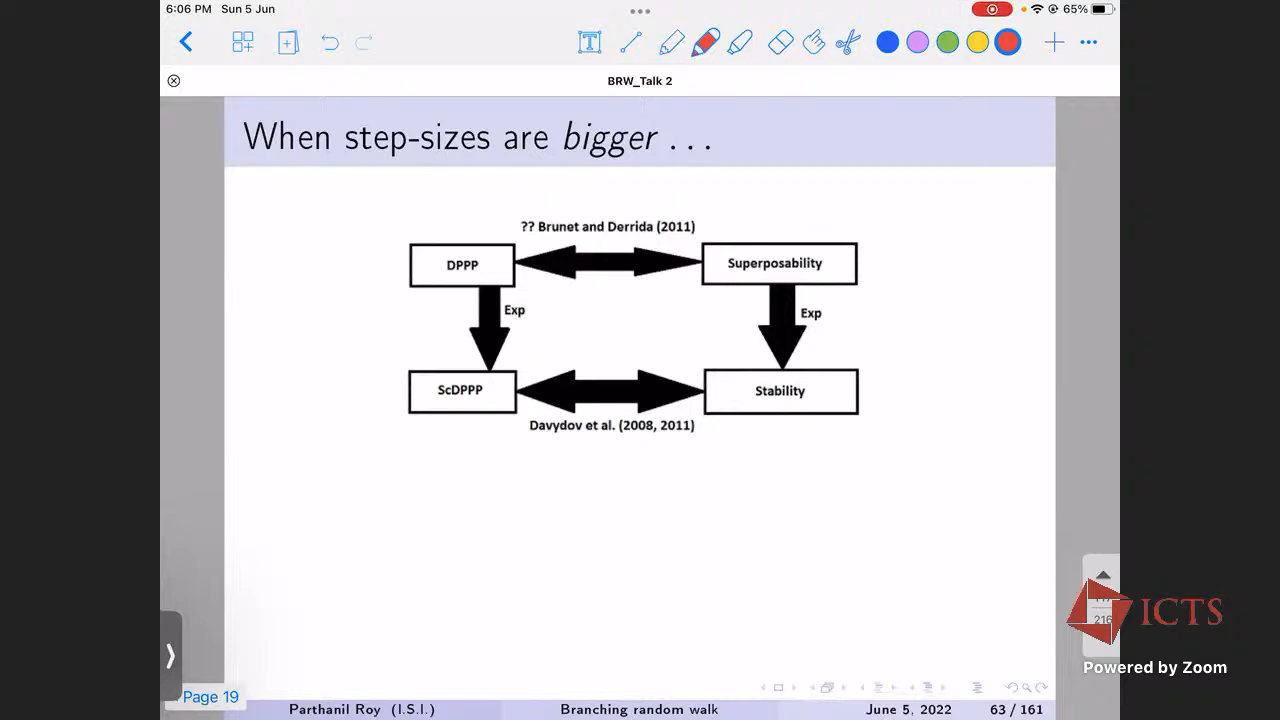 6:06 PM Sun 5 Jun
65%
BRW_Talk 2
When step-sizes are bigger ...
?? Brunet and Derrida (2011)
DPPP
Superposability
Exp
Exp
ScDPPP
Stability
Davydov et al. (2008, 2011)
216
ICTS
Powered by Zoom
Page 19
Parthanil Roy (I.S.I.)
Branching random walk
June 5, 2022
63 / 161